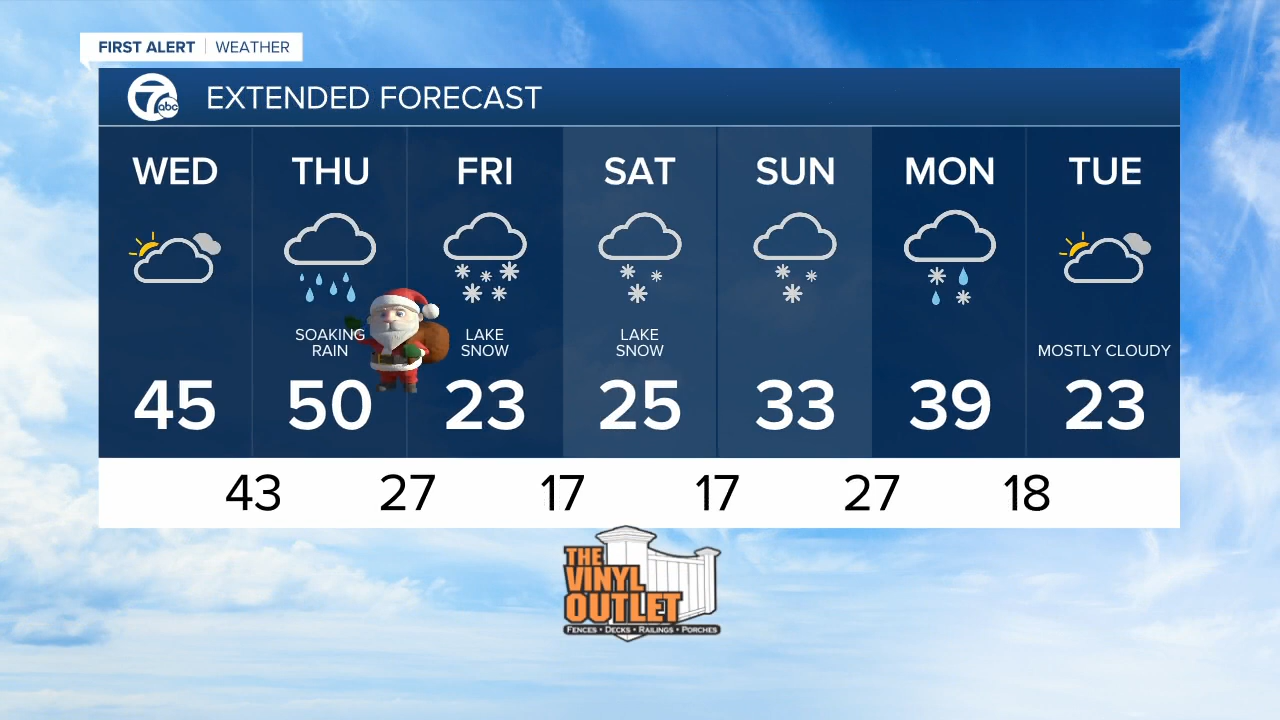 FIRST ALERT | WEATHER
7 abc EXTENDED FORECAST
WED THU FRI SAT SUN MON TUE
SOAKING RAIN
LAKE SNOW
LAKE SNOW
MOSTLY CLOUDY
45 50 23 25 33 39 23
43 27 17 17 27 18
THE
VINYL
OUTLET
FENCES • DECKS • RAILINGS • PORCHES